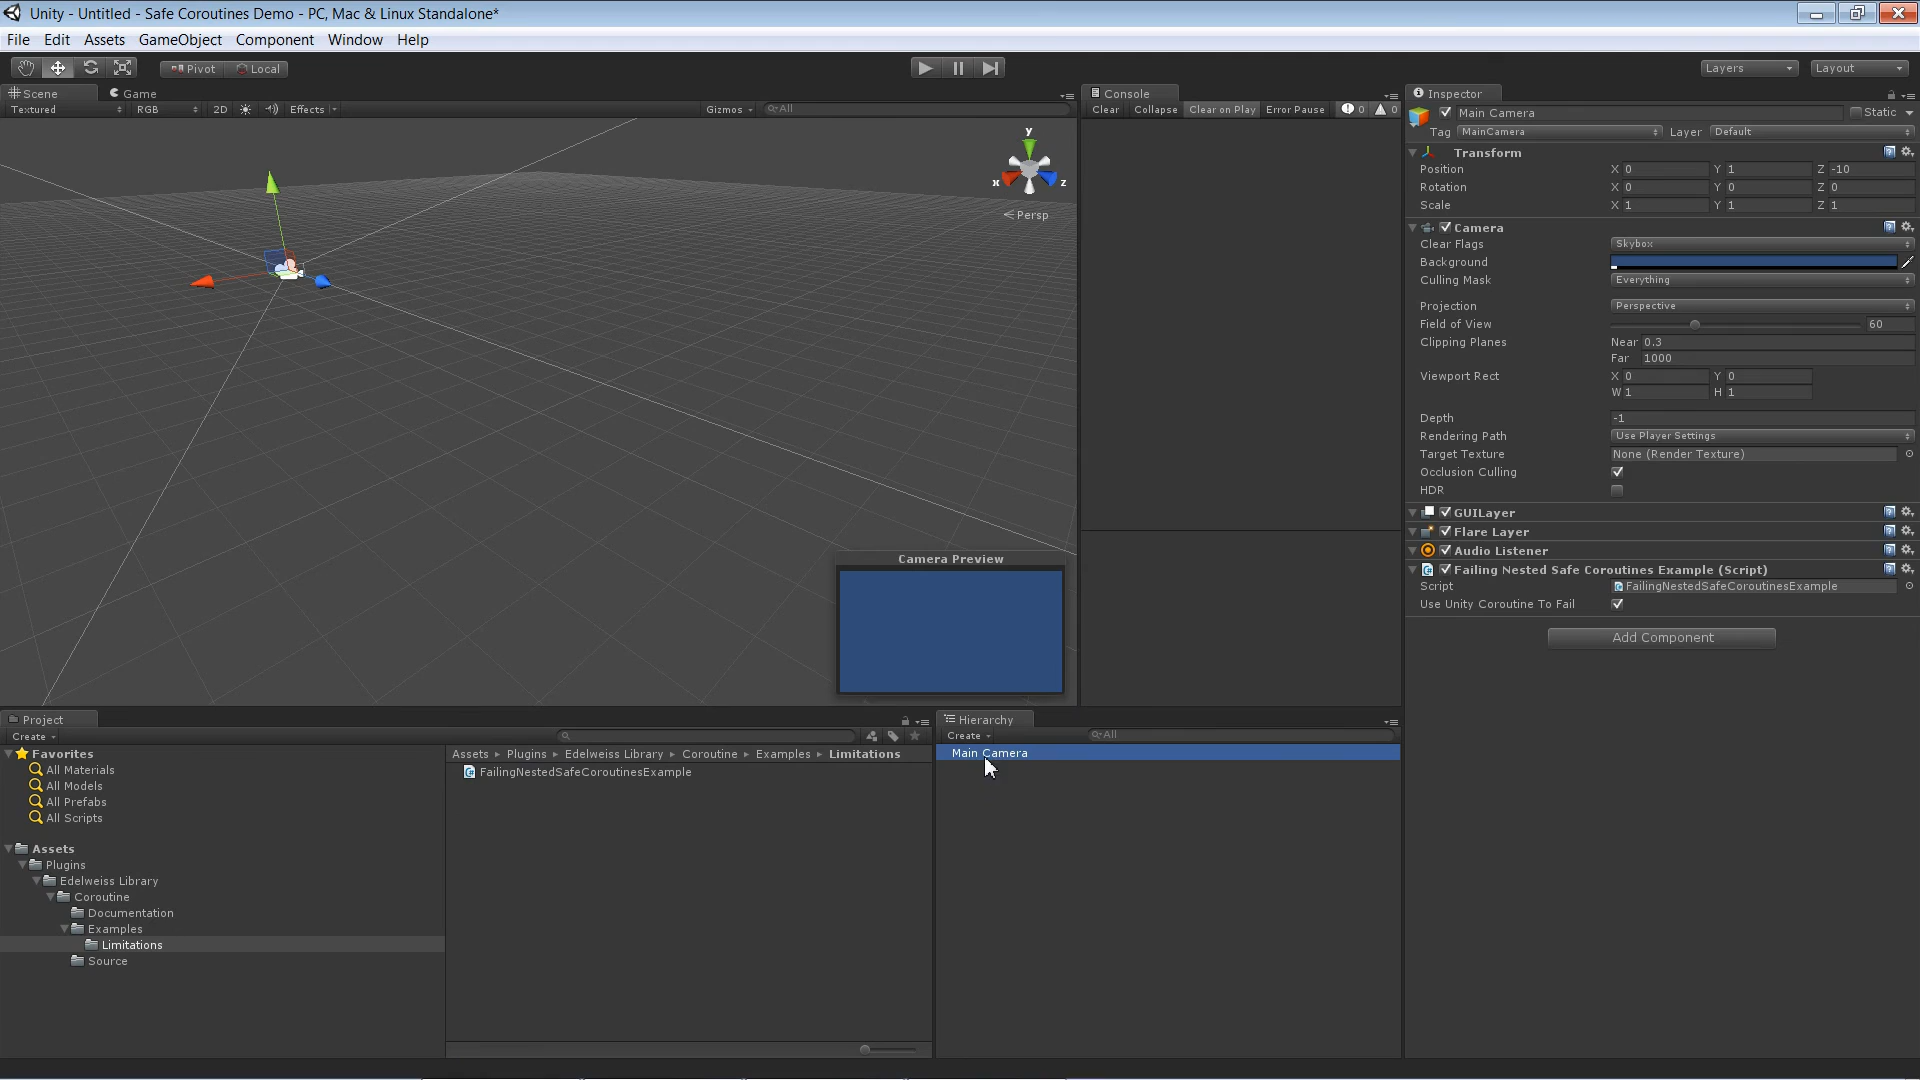 Unity - Untitled - Safe Coroutines Demo - PC, Mac & Linux Standalone*
File Edit Assets GameObject Component Window Help
Pivot Local Layers Layout
Scene Game
Textured RGB 2D Effects Gizmos All
y
x z
Persp
Camera Preview
Console
Clear Collapse Clear on Play Error Pause 0 0
Inspector
Main Camera Static
Tag MainCamera Layer Default
Transform
Position X 0 Y 1 Z -10
Rotation X 0 Y 0 Z 0
Scale X 1 Y 1 Z 1
Camera
Clear Flags Skybox
Background
Culling Mask Everything
Projection Perspective
Field of View 60
Clipping Planes Near 0.3
Far 1000
Viewport Rect X 0 Y 0
W 1 H 1
Depth -1
Rendering Path Use Player Settings
Target Texture None (Render Texture)
Occlusion Culling
HDR
GUILayer
Flare Layer
Audio Listener
Failing Nested Safe Coroutines Example (Script)
Script FailingNestedSafeCoroutinesExample
Use Unity Coroutine To Fail
Add Component
Project
Create
Favorites
All Materials
All Models
All Prefabs
All Scripts
Assets
Plugins
Edelweiss Library
Coroutine
Documentation
Examples
Limitations
Source
Assets Plugins Edelweiss Library Coroutine Examples Limitations
FailingNestedSafeCoroutinesExample
Hierarchy
Create All
Main Camera